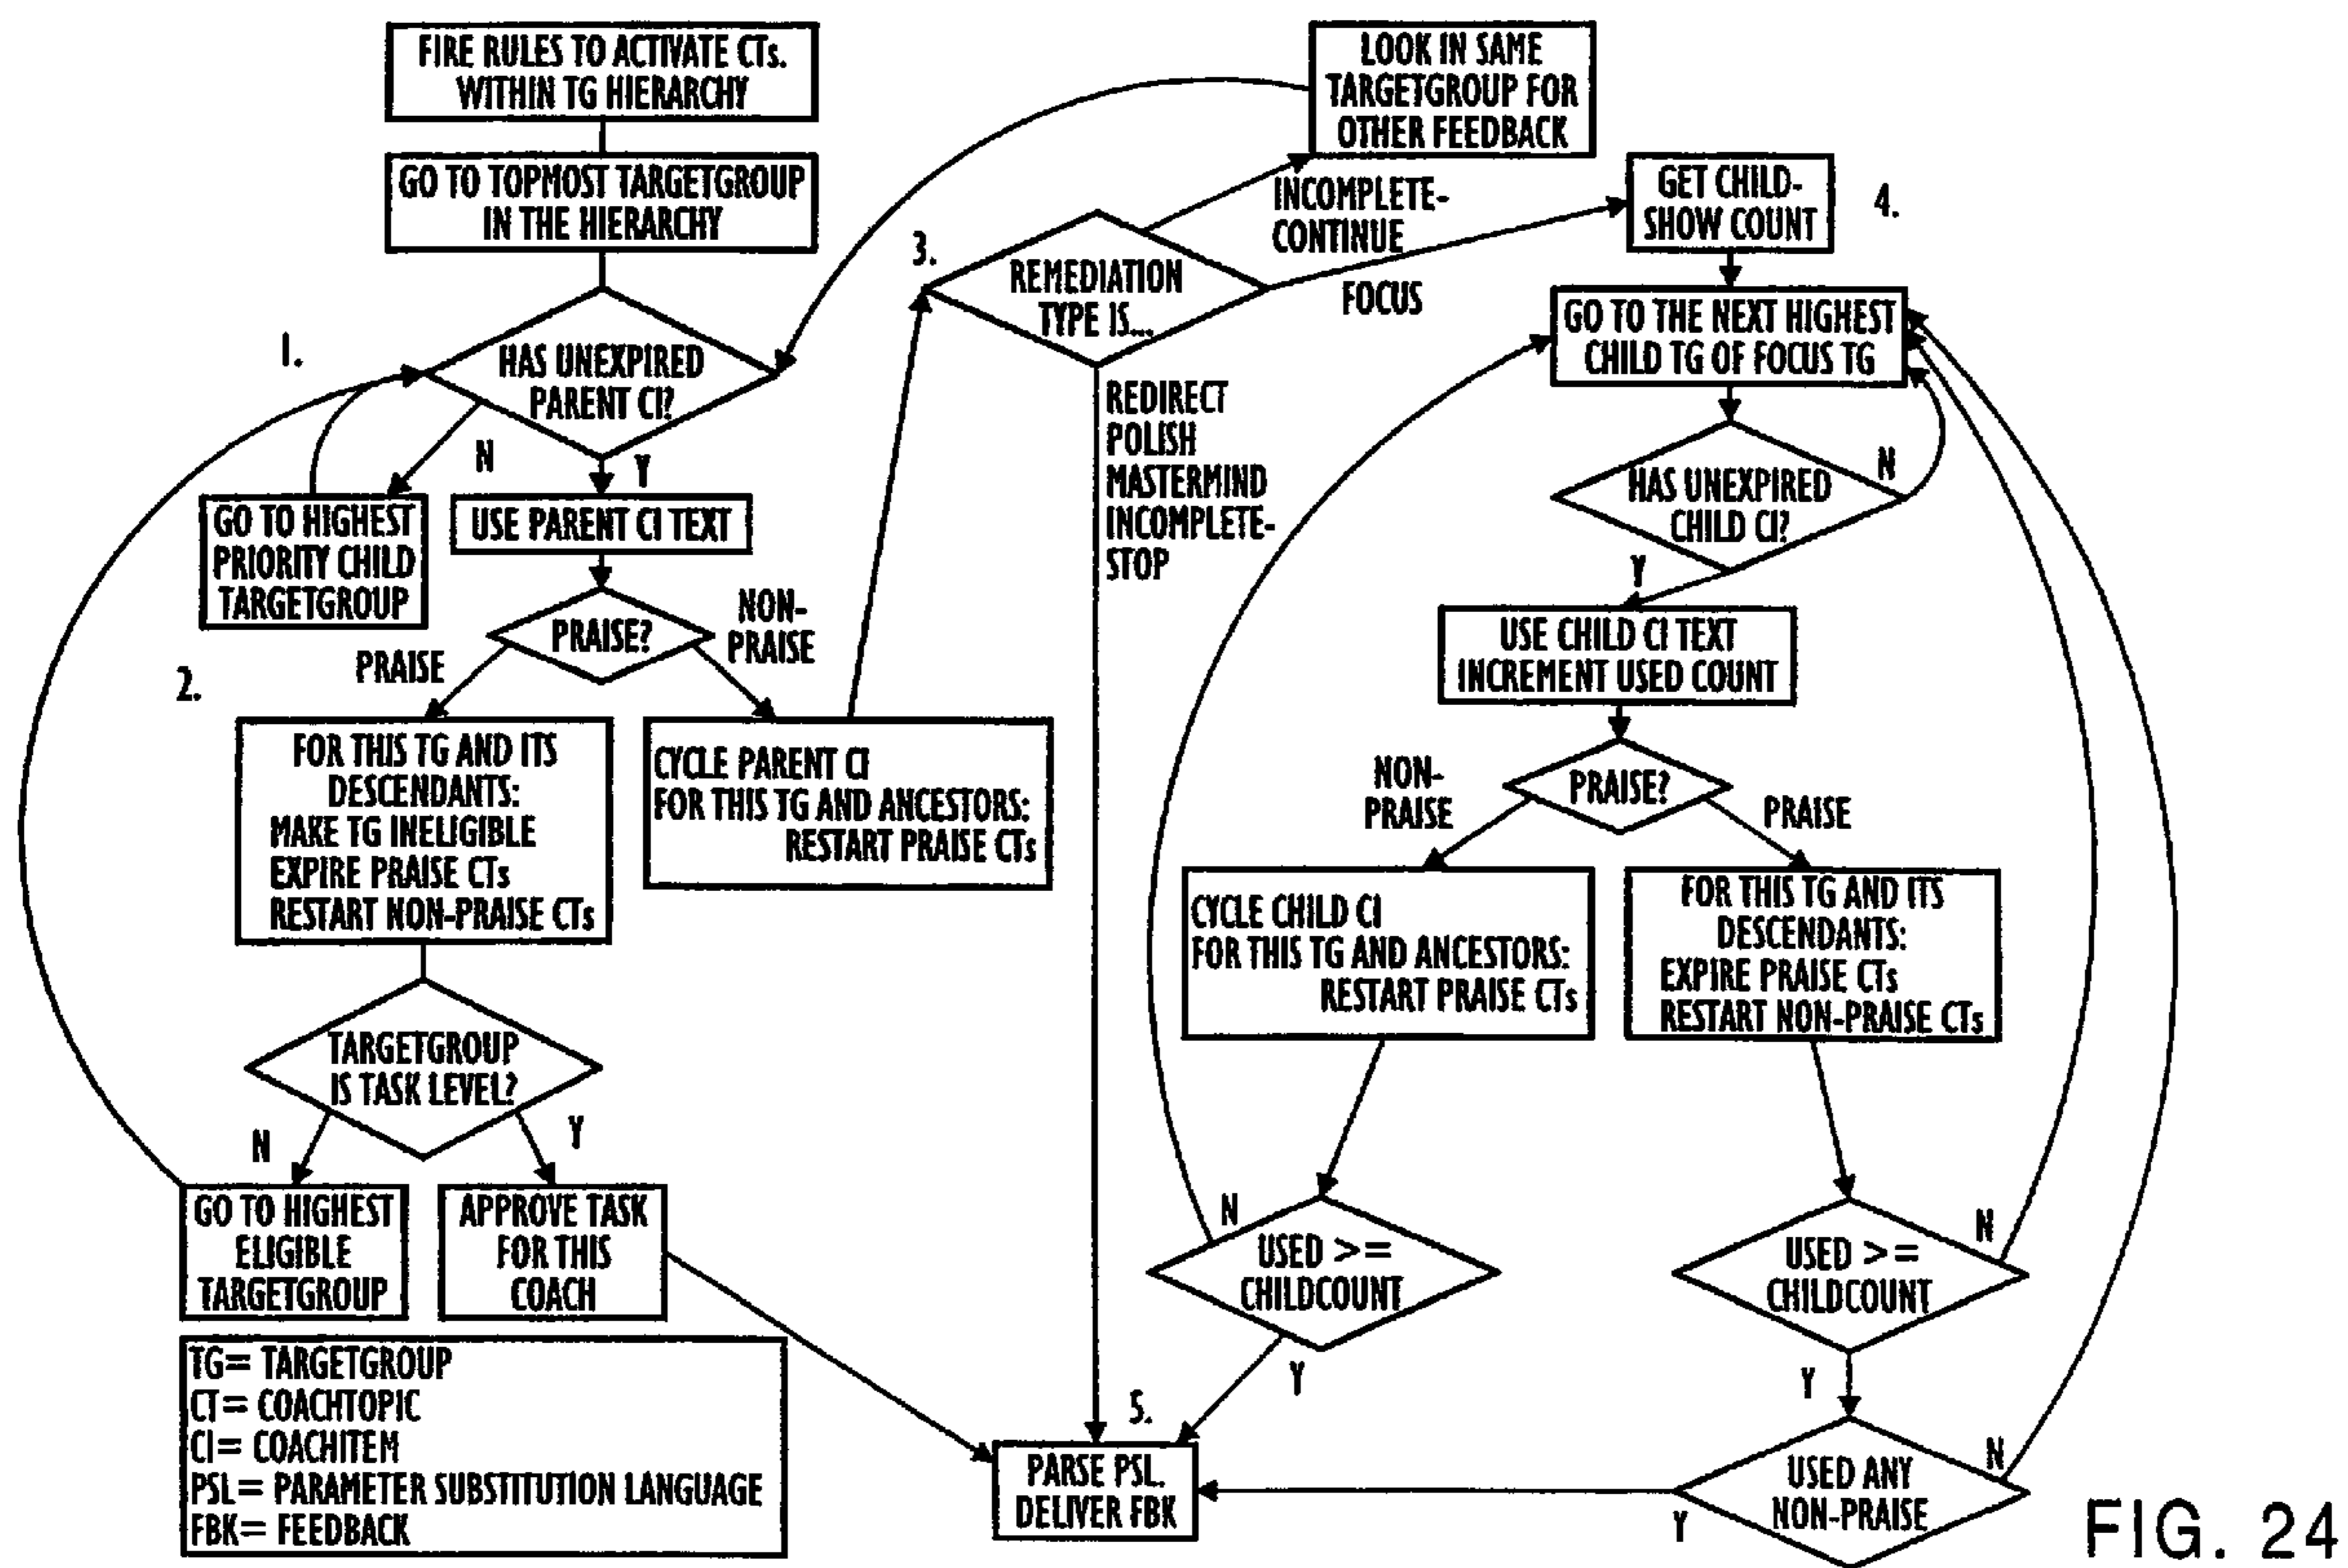 FIRE RULES TO ACTIVATE CTs.
WITHIN TG HIERARCHY
GO TO TOPMOST TARGETGROUP
IN THE HIERARCHY
1.
HAS UNEXPIRED
PARENT CI?
N
Y
GO TO HIGHEST
PRIORITY CHILD
TARGETGROUP
USE PARENT CI TEXT
PRAISE?
PRAISE
NON-
PRAISE
2.
FOR THIS TG AND ITS
DESCENDANTS:
MAKE TG INELIGIBLE
EXPIRE PRAISE CTs
RESTART NON-PRAISE CTs
CYCLE PARENT CI
FOR THIS TG AND ANCESTORS:
RESTART PRAISE CTs
TARGETGROUP
IS TASK LEVEL?
N
Y
GO TO HIGHEST
ELIGIBLE
TARGETGROUP
APPROVE TASK
FOR THIS
COACH
TG= TARGETGROUP
CT= COACHTOPIC
CI= COACHITEM
PSL= PARAMETER SUBSTITUTION LANGUAGE
FBK= FEEDBACK
LOOK IN SAME
TARGETGROUP FOR
OTHER FEEDBACK
3.
REMEDIATION
TYPE IS...
INCOMPLETE-
CONTINUE
FOCUS
REDIRECT
POLISH
MASTERMIND
INCOMPLETE-
STOP
GET CHILD-
SHOW COUNT
4.
GO TO THE NEXT HIGHEST
CHILD TG OF FOCUS TG
HAS UNEXPIRED
CHILD CI?
N
Y
USE CHILD CI TEXT
INCREMENT USED COUNT
PRAISE?
NON-
PRAISE
PRAISE
CYCLE CHILD CI
FOR THIS TG AND ANCESTORS:
RESTART PRAISE CTs
FOR THIS TG AND ITS
DESCENDANTS:
EXPIRE PRAISE CTs
RESTART NON-PRAISE CTs
N
USED >=
CHILDCOUNT
Y
N
USED >=
CHILDCOUNT
Y
5.
PARSE PSL.
DELIVER FBK
N
USED ANY
NON-PRAISE
Y
FIG. 24